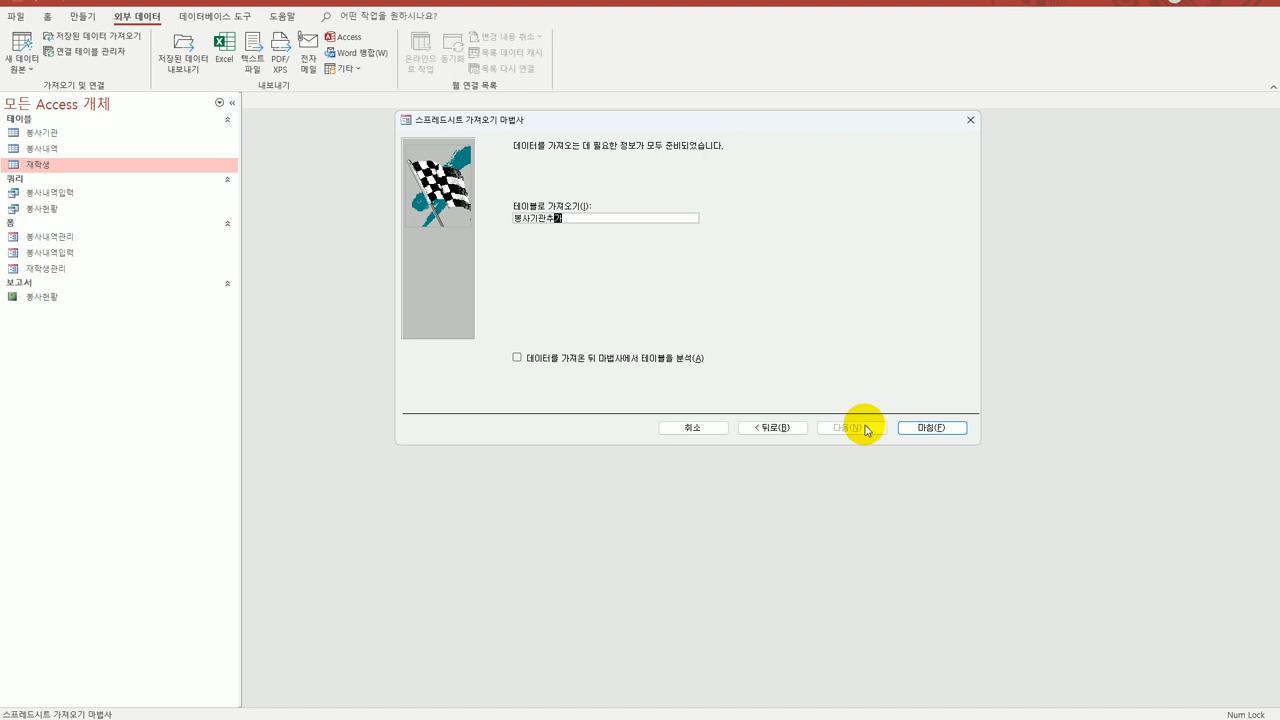 파일 홈 만들기 외부 데이터 데이터베이스 도구 도움말 어떤 작업을 원하시나요?
새 데이터
원본
저장된 데이터 가져오기
연결 테이블 관리자
가져오기 및 연결
저장된 데이터
내보내기
Excel
텍스트
파일
PDF/
XPS
전자
메일
Access
Word 병합(W)
기타
내보내기
온라인으
로 작업
동기화
변경 내용 취소
목록 데이터 캐시
목록 다시 연결
웹 연결 목록
모든 Access 개체
테이블
봉사기관
봉사내역
재학생
쿼리
봉사내역입력
봉사현황
폼
봉사내역관리
봉사내역입력
재학생관리
보고서
봉사현황
스프레드시트 가져오기 마법사
데이터를 가져오는 데 필요한 정보가 모두 준비되었습니다.
테이블로 가져오기(I):
봉사기관추가
데이터를 가져온 뒤 마법사에서 테이블을 분석(A)
취소 < 뒤로(B) 다음(N) 마침(F)
스프레드시트 가져오기 마법사 Num Lock